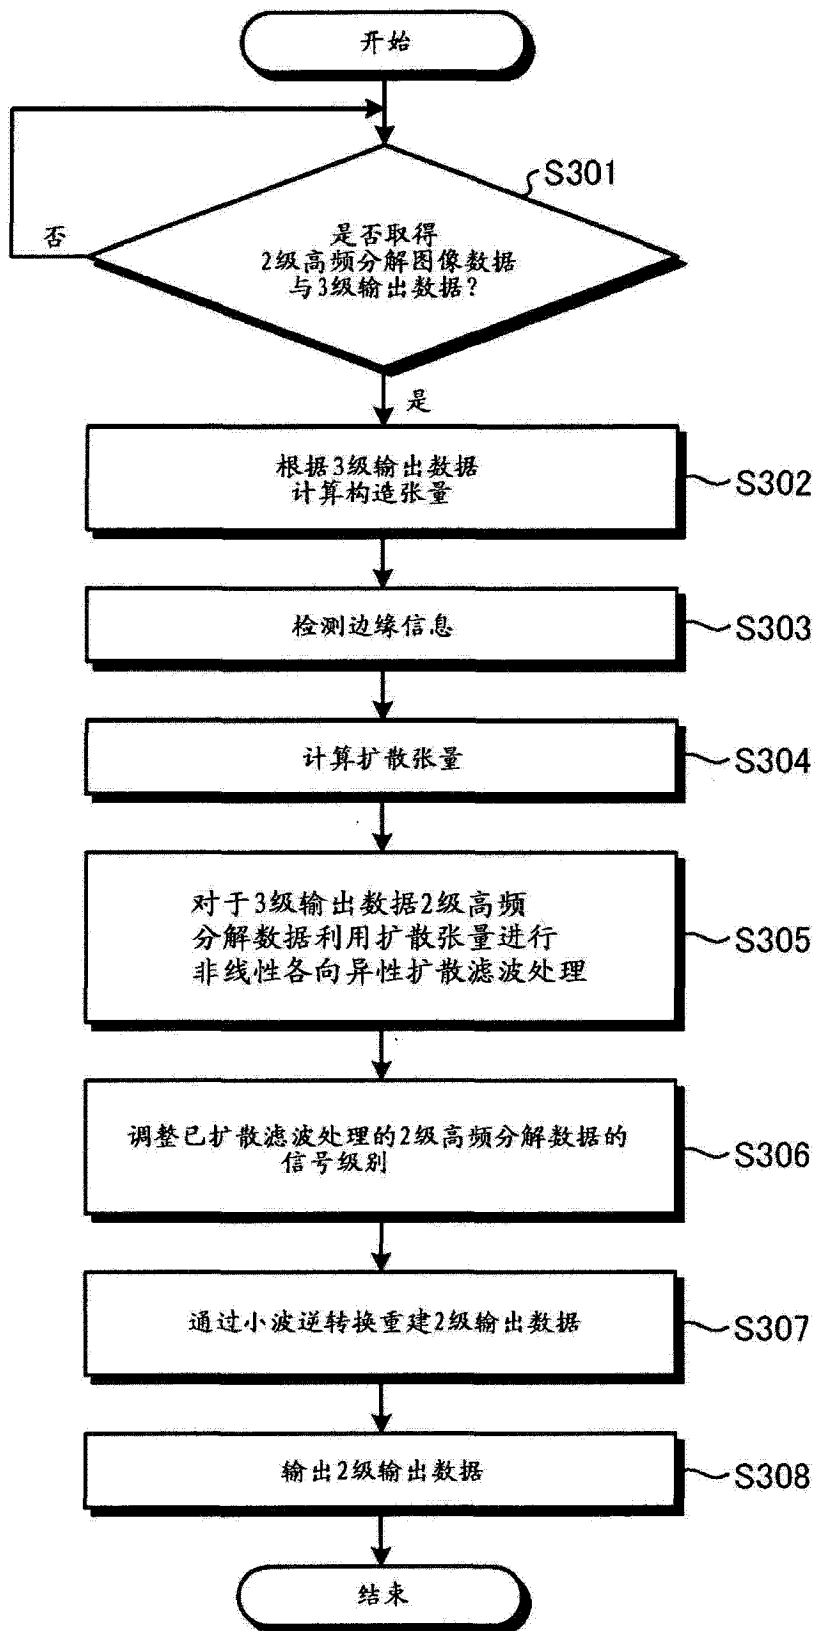 开始
S301
是否取得
2级高频分解图像数据
与3级输出数据?
否
是
根据3级输出数据
计算构造张量
S302
检测边缘信息
S303
计算扩散张量
S304
对于3级输出数据2级高频
分解数据利用扩散张量进行
非线性各向异性扩散滤波处理
S305
调整已扩散滤波处理的2级高频分解数据的
信号级别
S306
通过小波逆转换重建2级输出数据
S307
输出2级输出数据
S308
结束